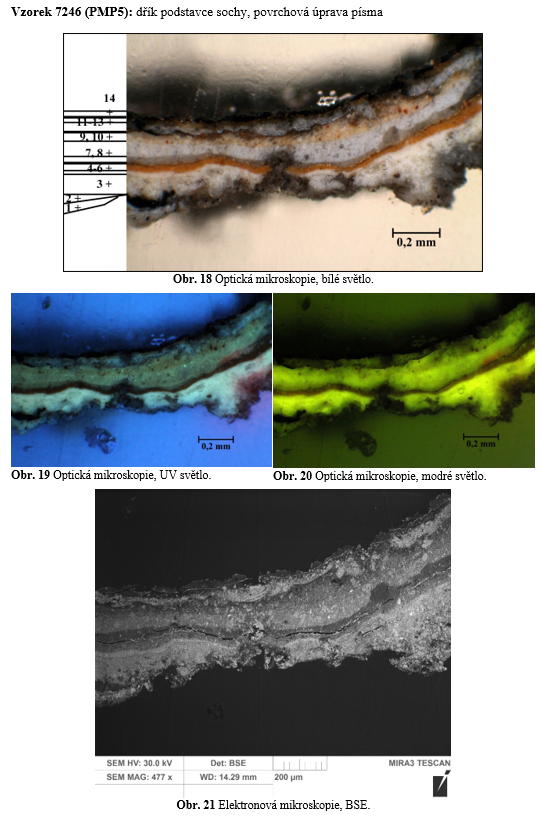 Vzorek 7246 (PMP5): dřík podstavce sochy, povrchová úprava písma
14
11-13
9, 10
7, 8
4-6
3
2
1
0,2 mm
Obr. 18 Optická mikroskopie, bílé světlo.
0,2 mm
0,2 mm
Obr. 19 Optická mikroskopie, UV světlo.
Obr. 20 Optická mikroskopie, modré světlo.
SEM HV: 30.0 kV Det: BSE MIRA3 TESCAN
SEM MAG: 477 x WD: 14.29 mm 200 µm
Obr. 21 Elektronová mikroskopie, BSE.